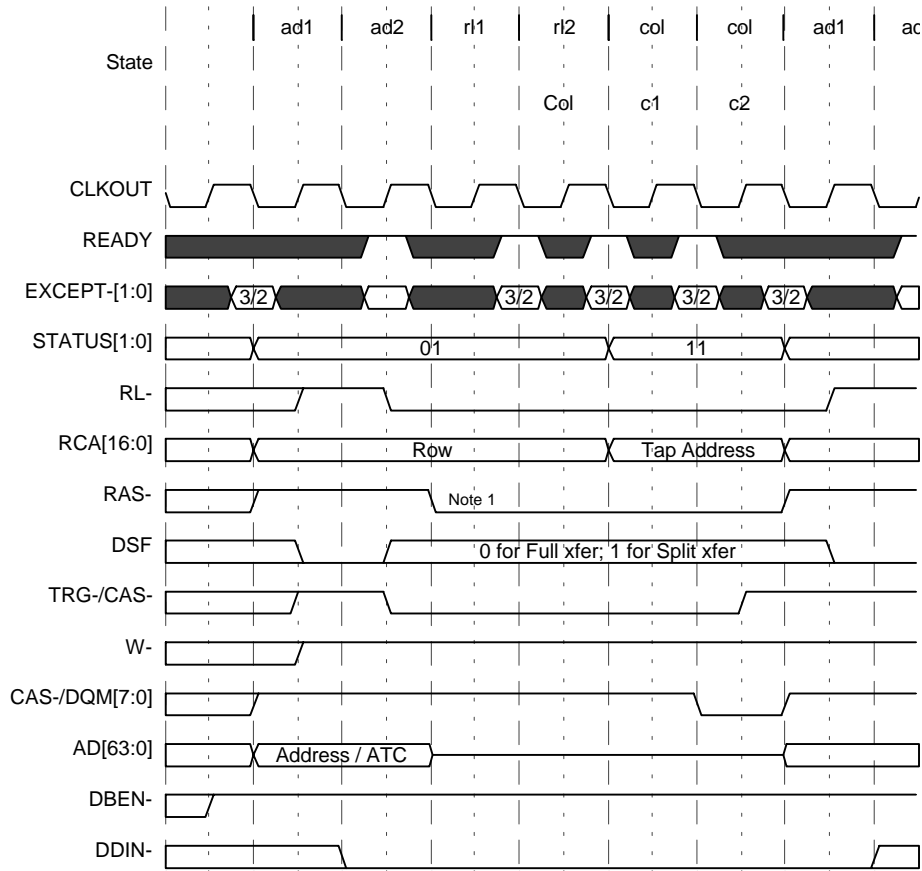 ad1 ad2 rl1 rl2 col col ad1 ad
State
Col c1 c2
CLKOUT
READY
EXCEPT-[1:0] 3/2 3/2 3/2 3/2 3/2
STATUS[1:0] 01 11
RL-
RCA[16:0] Row Tap Address
RAS- Note 1
DSF 0 for Full xfer; 1 for Split xfer
TRG-/CAS-
W-
CAS-/DQM[7:0]
AD[63:0] Address / ATC
DBEN-
DDIN-